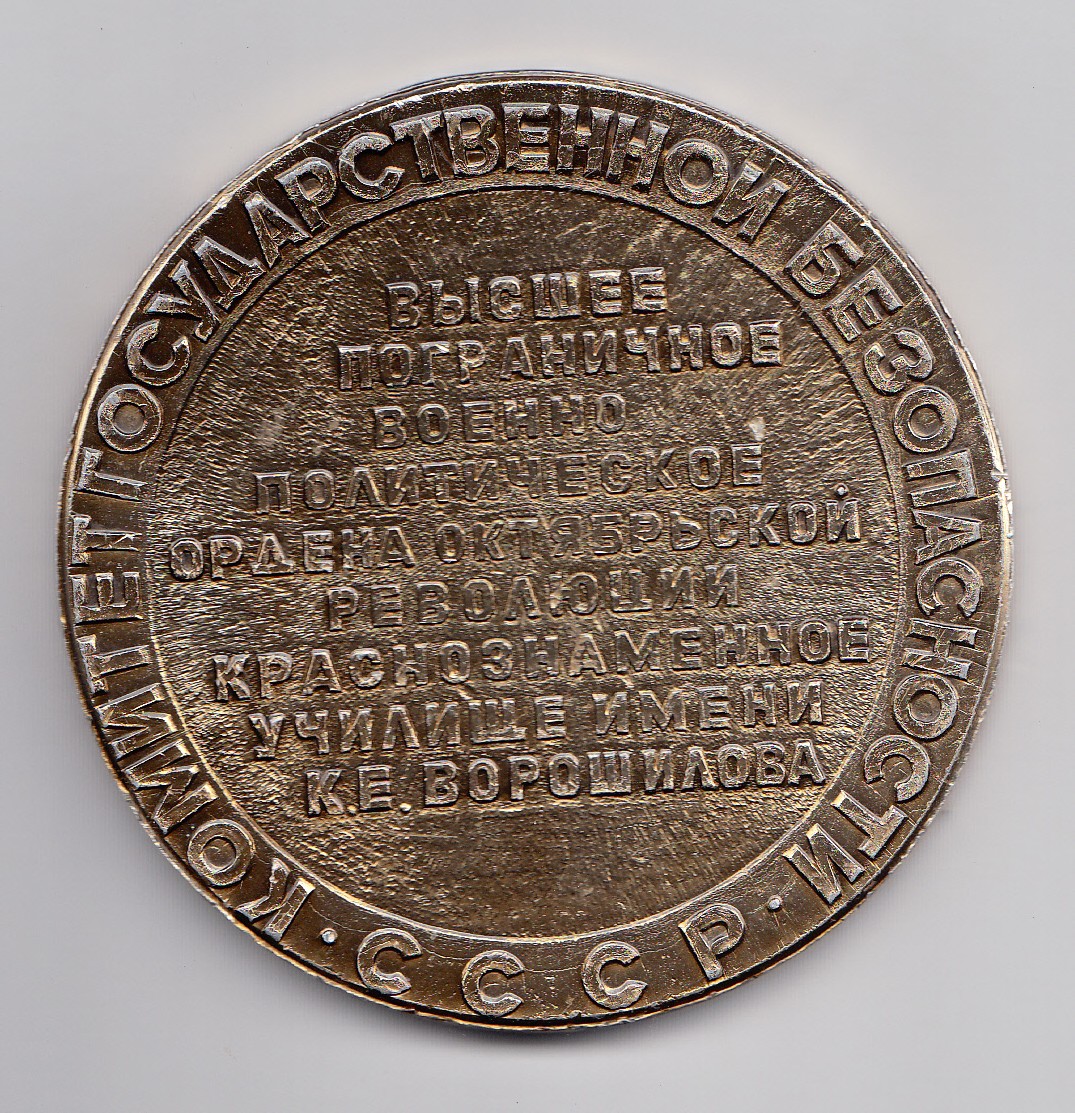 КОМИТЕТ ГОСУДАРСТВЕННОЙ БЕЗОПАСНОСТИ
· СССР ·
ВЫСШЕЕ
ПОГРАНИЧНОЕ
ВОЕННО
ПОЛИТИЧЕСКОЕ
ОРДЕНА ОКТЯБРЬСКОЙ
РЕВОЛЮЦИИ
КРАСНОЗНАМЕННОЕ
УЧИЛИЩЕ ИМЕНИ
К.Е. ВОРОШИЛОВА